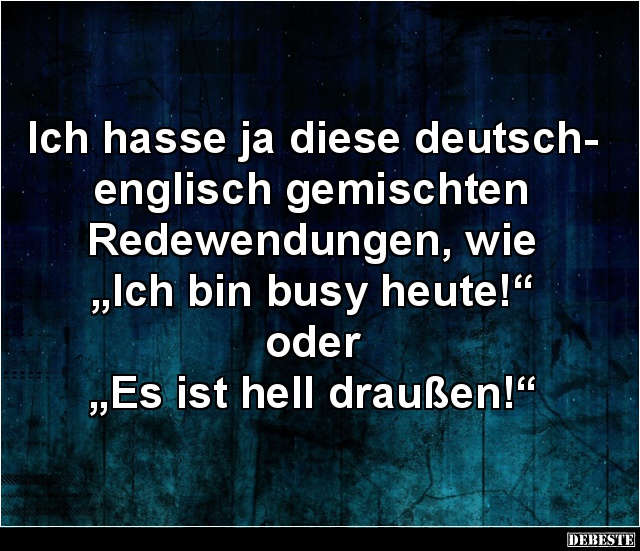 Ich hasse ja diese deutsch-
englisch gemischten
Redewendungen, wie
„Ich bin busy heute!“
oder
„Es ist hell draußen!“
DEBESTE